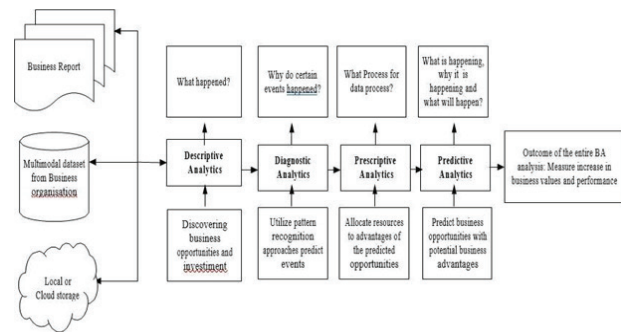 Business Report
Multimodal dataset
from Business
organisation
Local or
Cloud storage
What happened?
Why do certain
events happened?
What Process for
data process?
What is happening,
why it is
happening and
what will happen?
Descriptive
Analytics
Diagnostic
Analytics
Prescriptive
Analytics
Predictive
Analytics
Outcome of the entire BA
analysis: Measure increase in
business values and performance
Discovering
business
opportunities and
investiment
Utilize pattern
recognition
approaches predict
events
Allocate resources
to advantages of
the predicted
opportunities
Predict business
opportunities with
potential business
advantages